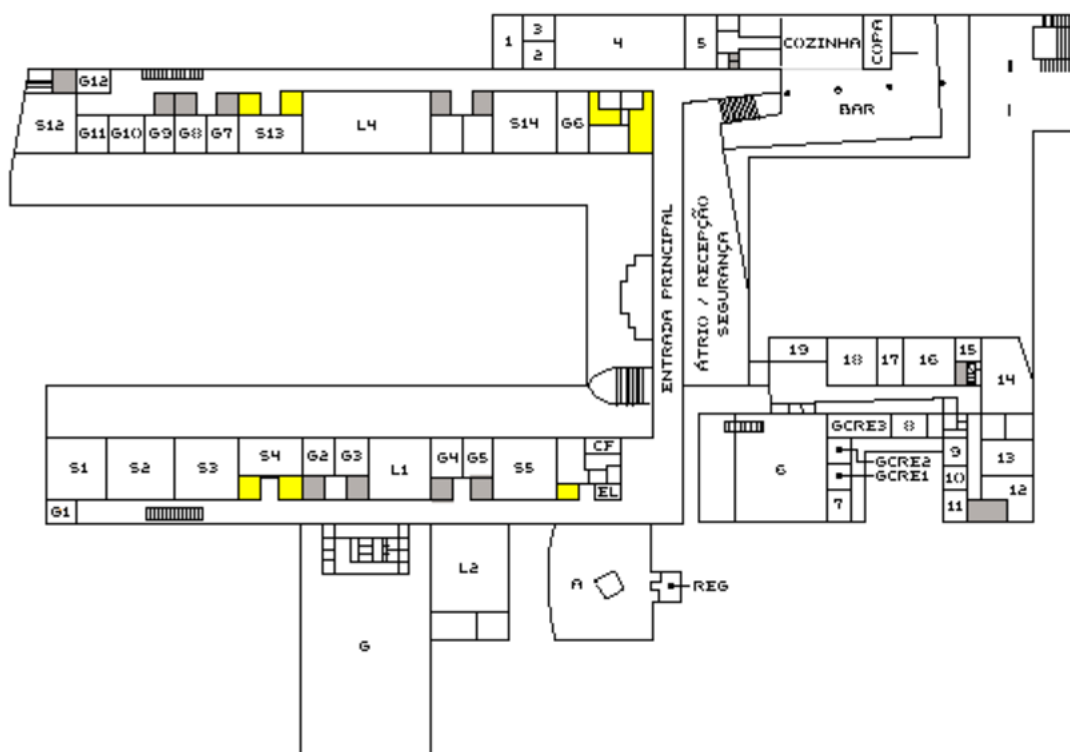 1
3
2
4
5
COZINHA
COPA
BAR
G12
S12
G11
G10
G9
G8
G7
S13
L4
S14
G6
ENTRADA PRINCIPAL
ÁTRIO / RECEPÇÃO
SEGURANÇA
19
18
17
16
15
14
GCRE3
8
GCRE2
GCRE1
6
7
9
10
11
13
12
S1
S2
S3
S4
G2
G3
L1
G4
G5
S5
CF
EL
G1
L2
A
REG
G